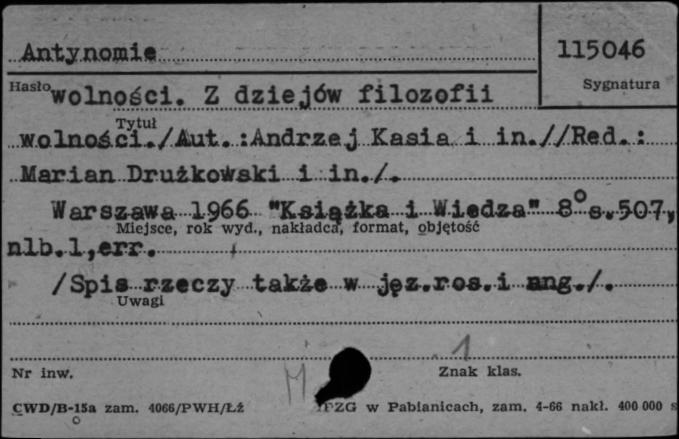 Antynomie
115046
Hasło
Sygnatura
wolności. Z dziejów filozofii
Tytuł
wolności./Aut.:Andrzej Kasia i in.//Red.:
Marian Drużkowski i in./.
Warszawa 1966 "Książka i Wiedza" 8° s.507,
Miejsce, rok wyd., nakładca, format, objętość
nlb.1,err.
/Spis rzeczy także w jęz.ros.i ang./.
Uwagi
1
Nr inw.
M
Znak klas.
CWD/B-15a zam. 4066/PWH/Łż
PZG w Pabianicach, zam. 4-66 nakł. 400 000 s